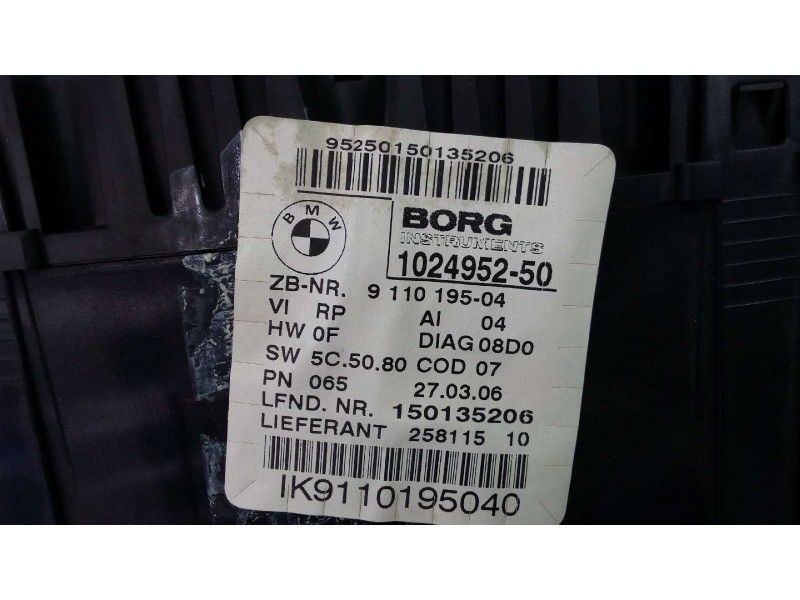 95250150135206
BMW
BORG
INSTRUMENTS
1024952-50
ZB-NR. 9 110 195-04
VI RP AI 04
HW 0F DIAG 08D0
SW 5C.50.80 COD 07
PN 065 27.03.06
LFND. NR. 150135206
LIEFERANT 258115 10
IK9110195040